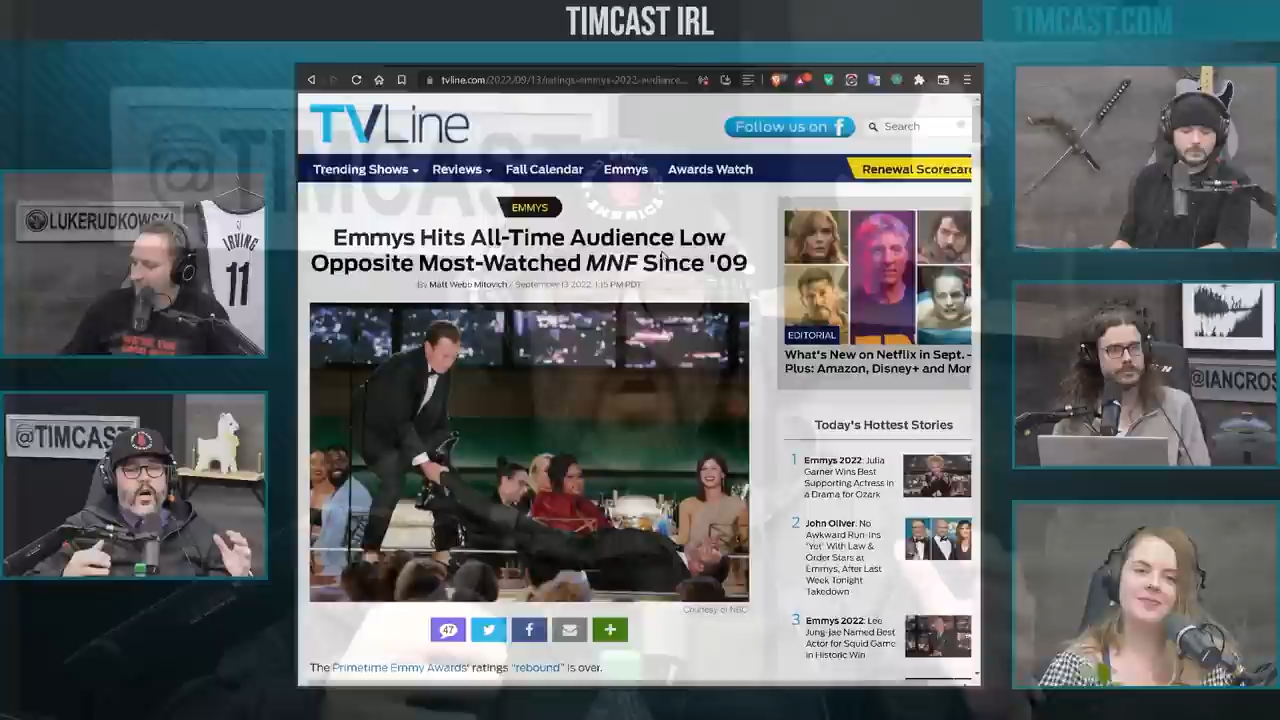 TIMCAST IRL
TIMCAST.COM
tvline.com/2022/09/13/ratings-emmys-2022-audience...
TVLine
Follow us on f
Search
Trending Shows
Reviews
Fall Calendar
Emmys
Awards Watch
Renewal Scorecard
@TIMCAST
EMMYS
Emmys Hits All-Time Audience Low
Opposite Most-Watched MNF Since '09
By Matt Webb Mitovich / September 13 2022, 1:15 PM PDT
EDITORIAL
What's New on Netflix in Sept. -
Plus: Amazon, Disney+ and Mor
Today's Hottest Stories
1 Emmys 2022: Julia
Garner Wins Best
Supporting Actress in
a Drama for Ozark
2 John Oliver: No
Awkward Run-Ins
'Yet' With Law &
Order Stars at
Emmys, After Last
Week Tonight
Takedown
3 Emmys 2022: Lee
Jung-jae Named Best
Actor for Squid Game
in Historic Win
Courtesy of NBC
47
The Primetime Emmy Awards' ratings "rebound" is over.
@LUKERUDKOWSKI
IRVING
11
@TIMCAST
@IANCROS